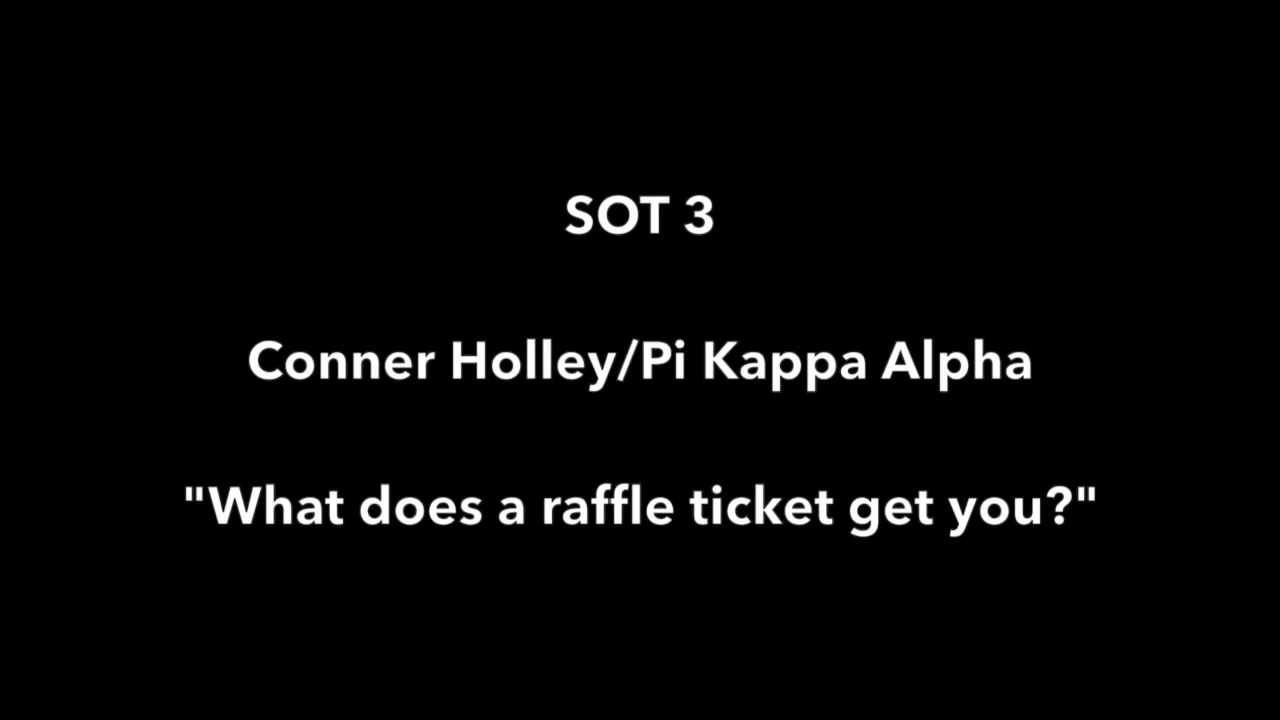 SOT 3
Conner Holley/Pi Kappa Alpha
"What does a raffle ticket get you?"